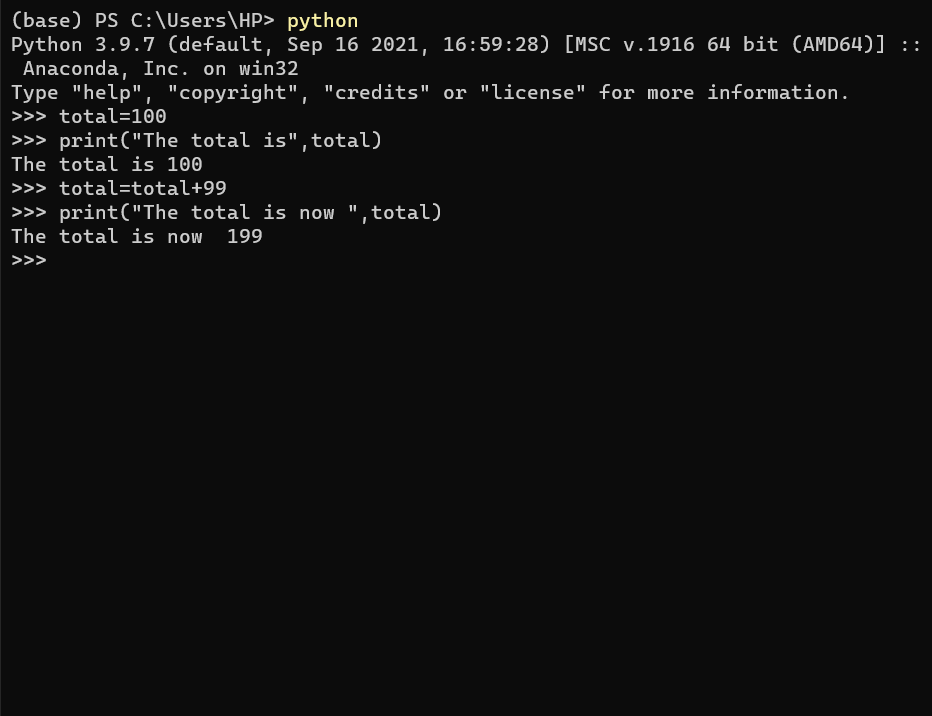 (base) PS C:\Users\HP> python
Python 3.9.7 (default, Sep 16 2021, 16:59:28) [MSC v.1916 64 bit (AMD64)] ::
 Anaconda, Inc. on win32
Type "help", "copyright", "credits" or "license" for more information.
>>> total=100
>>> print("The total is",total)
The total is 100
>>> total=total+99
>>> print("The total is now ",total)
The total is now  199
>>>